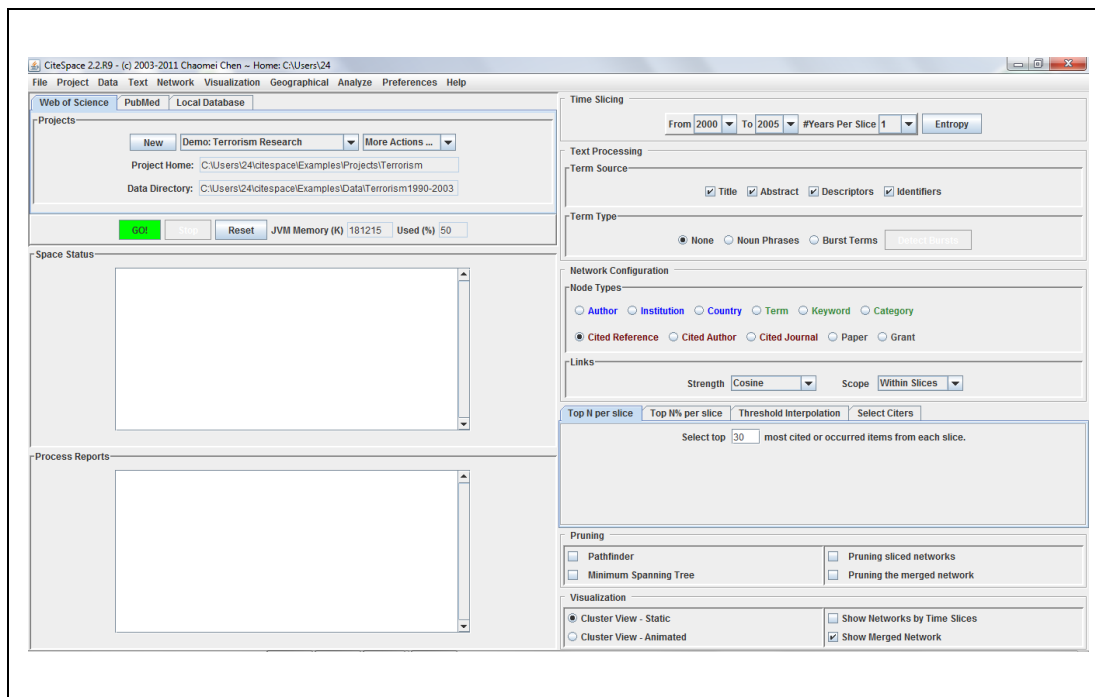 CiteSpace 2.2.R9 - (c) 2003-2011 Chaomei Chen ~ Home: C:\Users\24
File Project Data Text Network Visualization Geographical Analyze Preferences Help
Web of Science PubMed Local Database
Projects
New Demo: Terrorism Research More Actions ...
Project Home: C:\Users\24\citespace\Examples\Projects\Terrorism
Data Directory: C:\Users\24\citespace\Examples\Data\Terrorism1990-2003
GO! Stop Reset JVM Memory (K) 181215 Used (%) 50
Space Status
Process Reports
Time Slicing
From 2000 To 2005 #Years Per Slice 1 Entropy
Text Processing
Term Source
Title Abstract Descriptors Identifiers
Term Type
None Noun Phrases Burst Terms Detect Bursts
Network Configuration
Node Types
Author Institution Country Term Keyword Category
Cited Reference Cited Author Cited Journal Paper Grant
Links
Strength Cosine Scope Within Slices
Top N per slice Top N% per slice Threshold Interpolation Select Citers
Select top 30 most cited or occurred items from each slice.
Pruning
Pathfinder Pruning sliced networks
Minimum Spanning Tree Pruning the merged network
Visualization
Cluster View - Static Show Networks by Time Slices
Cluster View - Animated Show Merged Network